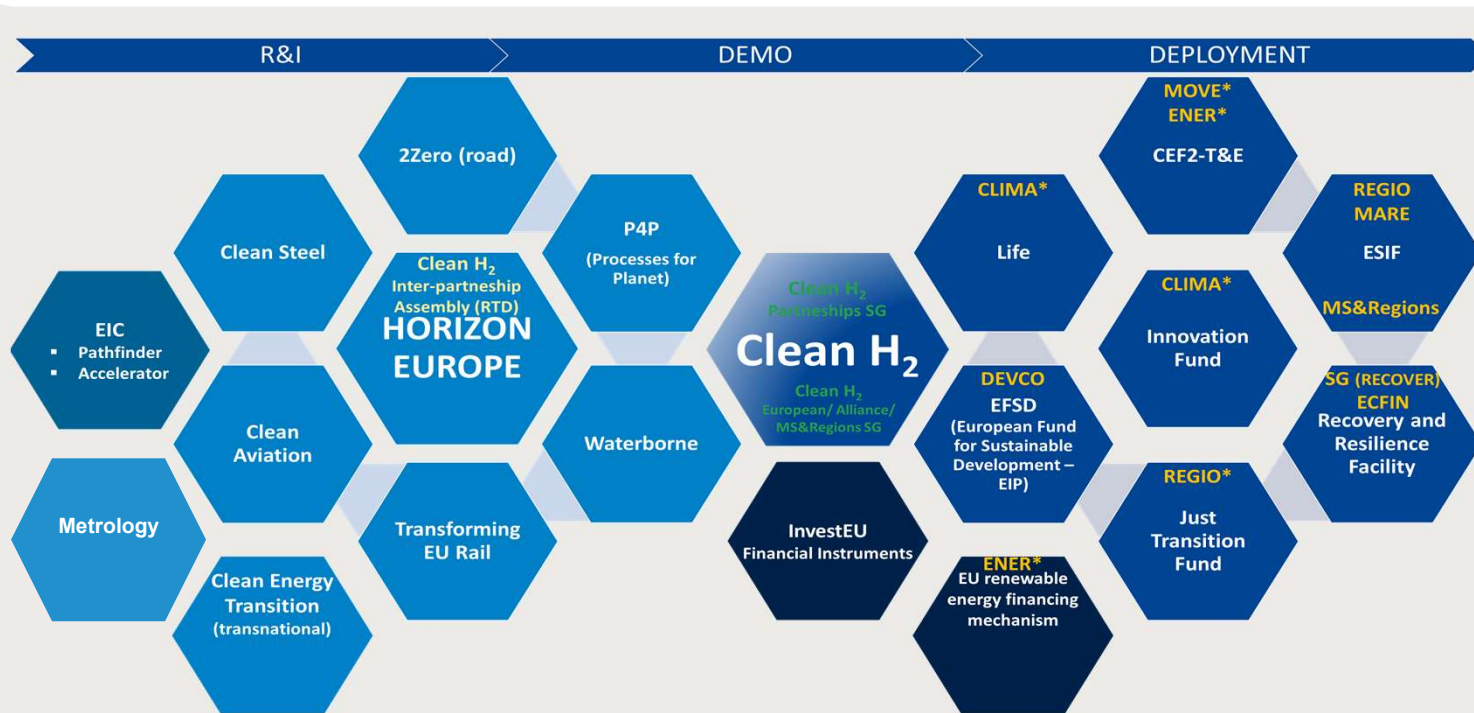 R&I
DEMO
DEPLOYMENT
2Zero (road)
Clean Steel
Clean H₂
Inter-partneship
Assembly (RTD)
HORIZON
EUROPE
P4P
(Processes for
Planet)
EIC
▪ Pathfinder
▪ Accelerator
Clean
Aviation
Waterborne
Metrology
Transforming
EU Rail
Clean Energy
Transition
(transnational)
Clean H₂
Partneships SG
Clean H₂
Clean H₂
European/ Alliance/
MS&Regions SG
InvestEU
Financial Instruments
MOVE*
ENER*
CEF2-T&E
CLIMA*
Life
REGIO
MARE
ESIF
MS&Regions
CLIMA*
Innovation
Fund
DEVCO
EFSD
(European Fund
for Sustainable
Development –
EIP)
SG (RECOVER)
ECFIN
Recovery and
Resilience
Facility
REGIO*
Just
Transition
Fund
ENER*
EU renewable
energy financing
mechanism